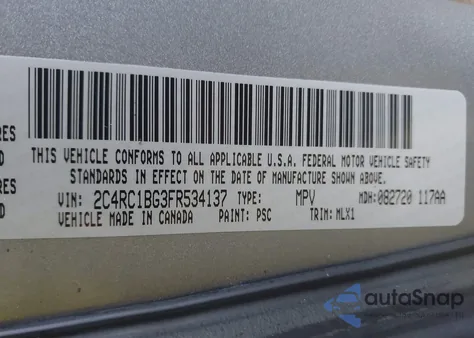 RES
D
THIS VEHICLE CONFORMS TO ALL APPLICABLE U.S.A. FEDERAL MOTOR VEHICLE SAFETY
STANDARDS IN EFFECT ON THE DATE OF MANUFACTURE SHOWN ABOVE.
VIN: 2C4RC1BG3FR534137 TYPE: MPV MDH: 082720 117AA
VEHICLE MADE IN CANADA PAINT: PSC TRIM: MLX1
RES
D
autoSnap